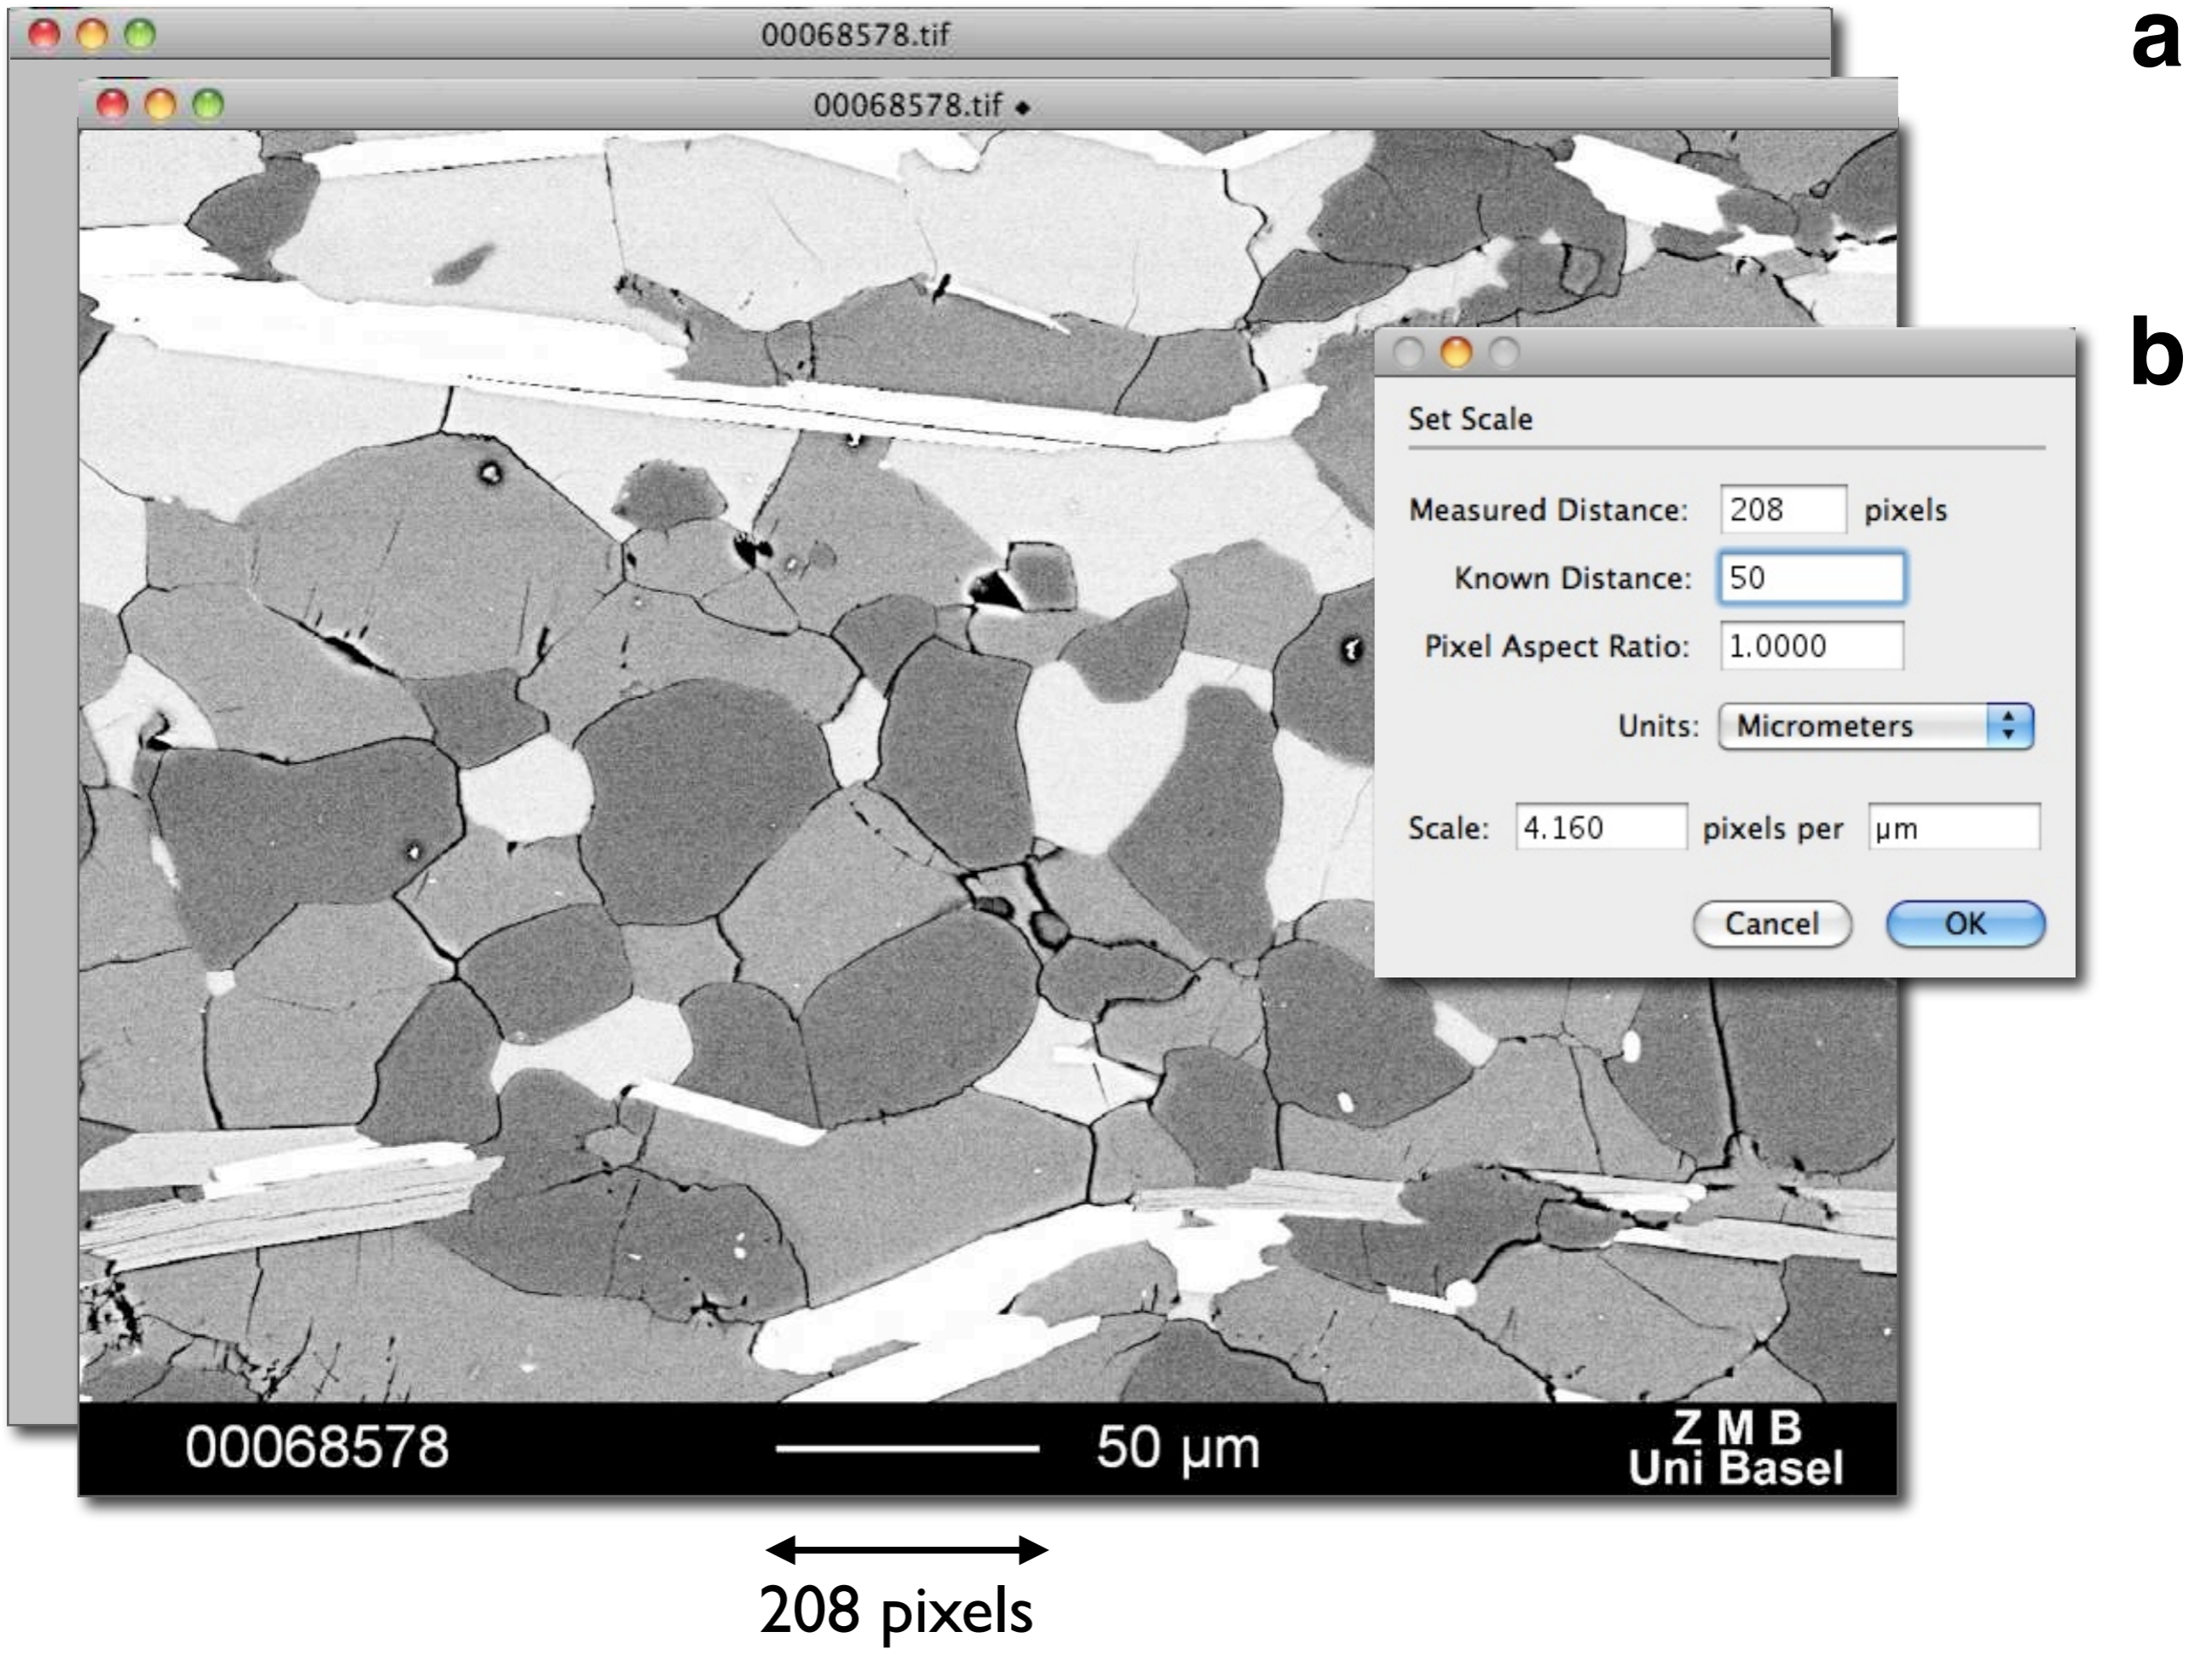 00068578.tif
a
00068578.tif ◆
b
Set Scale
Measured Distance: 208 pixels
Known Distance: 50
Pixel Aspect Ratio: 1.0000
Units: Micrometers
Scale: 4.160 pixels per µm
Cancel OK
00068578 50 µm
Z M B
Uni Basel
208 pixels